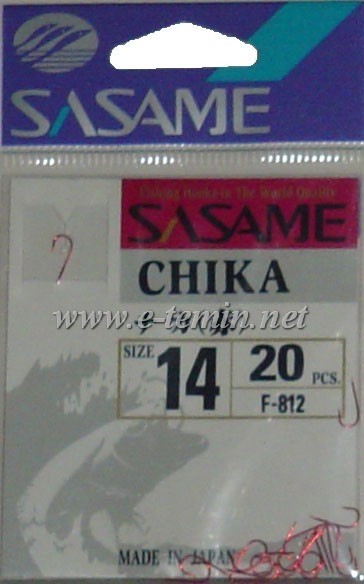 SASAME
Fishing Hooks in The World Quality
SASAME
CHIKA
www.e-temin.net
SIZE 14
20 PCS.
F-812
MADE IN JAPAN